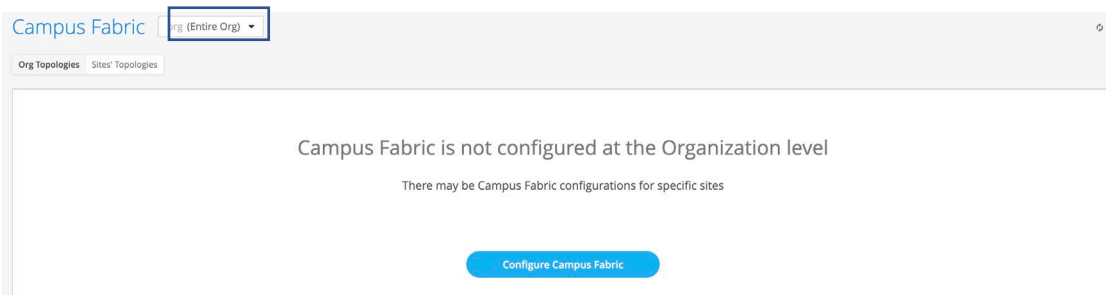 Campus Fabric org (Entire Org)
Org Topologies Sites' Topologies
Campus Fabric is not configured at the Organization level
There may be Campus Fabric configurations for specific sites
Configure Campus Fabric